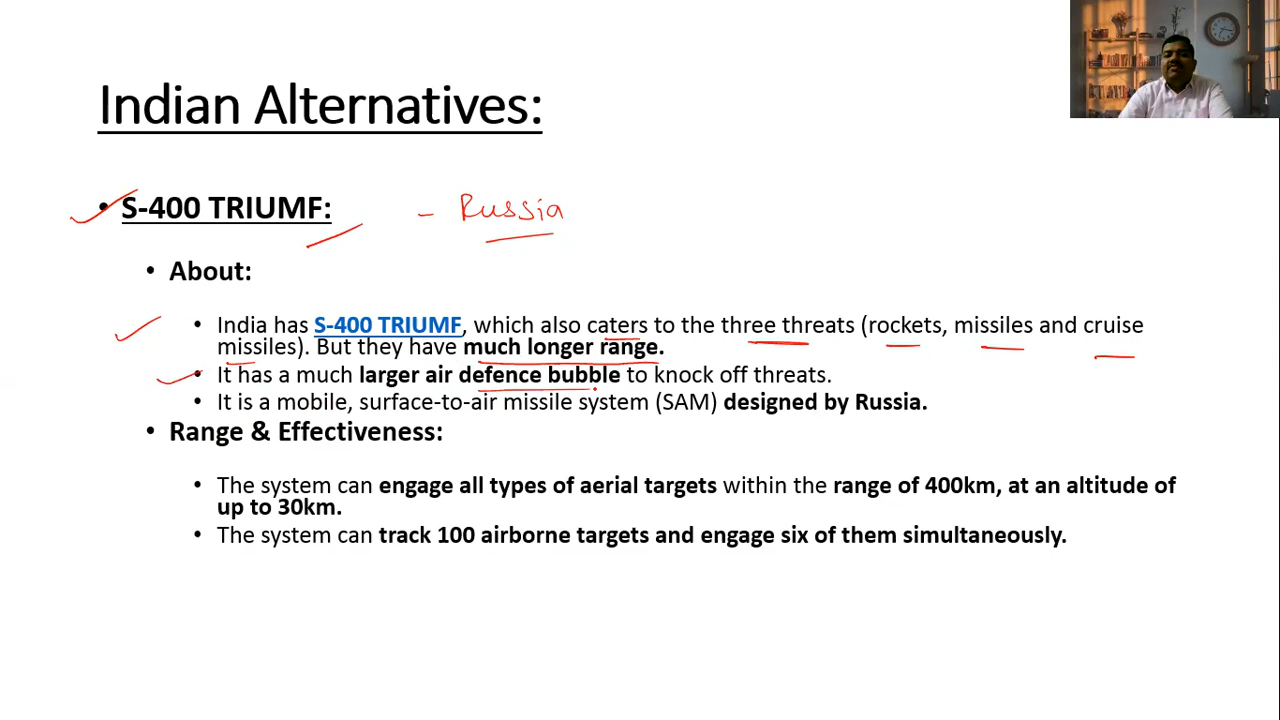 Indian Alternatives:
• S-400 TRIUMF: - Russia
• About:
• India has S-400 TRIUMF, which also caters to the three threats (rockets, missiles and cruise
missiles). But they have much longer range.
• It has a much larger air defence bubble to knock off threats.
• It is a mobile, surface-to-air missile system (SAM) designed by Russia.
• Range & Effectiveness:
• The system can engage all types of aerial targets within the range of 400km, at an altitude of
up to 30km.
• The system can track 100 airborne targets and engage six of them simultaneously.